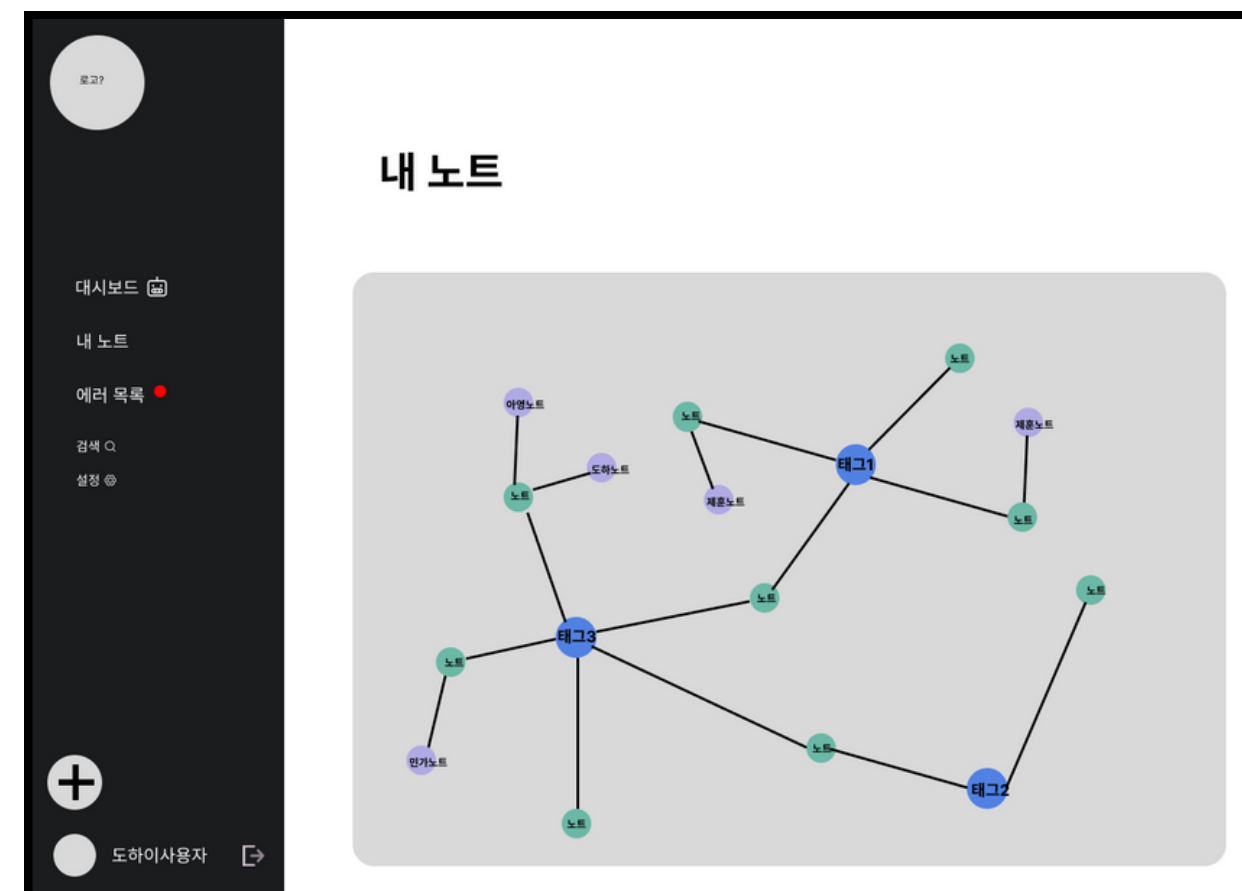 로고?
대시보드
내 노트
에러 목록
검색
설정
도하이사용자
내 노트
노트
아영노트
노트
제훈노트
도하노트
태그1
노트
제훈노트
노트
노트
노트
태그3
노트
노트
민가노트
태그2
노트